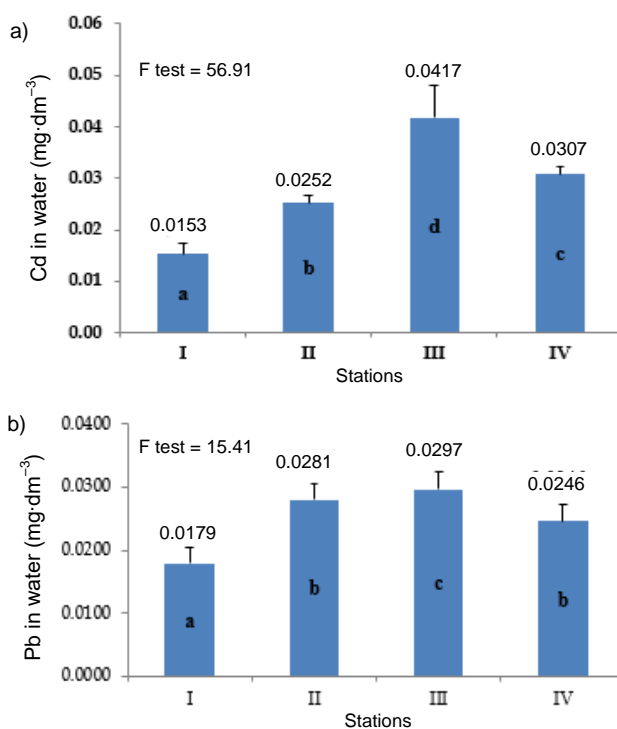 a)
Cd in water (mg·dm⁻³)
0.06
0.05
0.04
0.03
0.02
0.01
0.00
F test = 56.91
0.0153
0.0252
0.0417
0.0307
a
b
d
c
I
II
III
IV
Stations
b)
Pb in water (mg·dm⁻³)
0.0400
0.0300
0.0200
0.0100
0.0000
F test = 15.41
0.0179
0.0281
0.0297
0.0246
a
b
c
b
I
II
III
IV
Stations